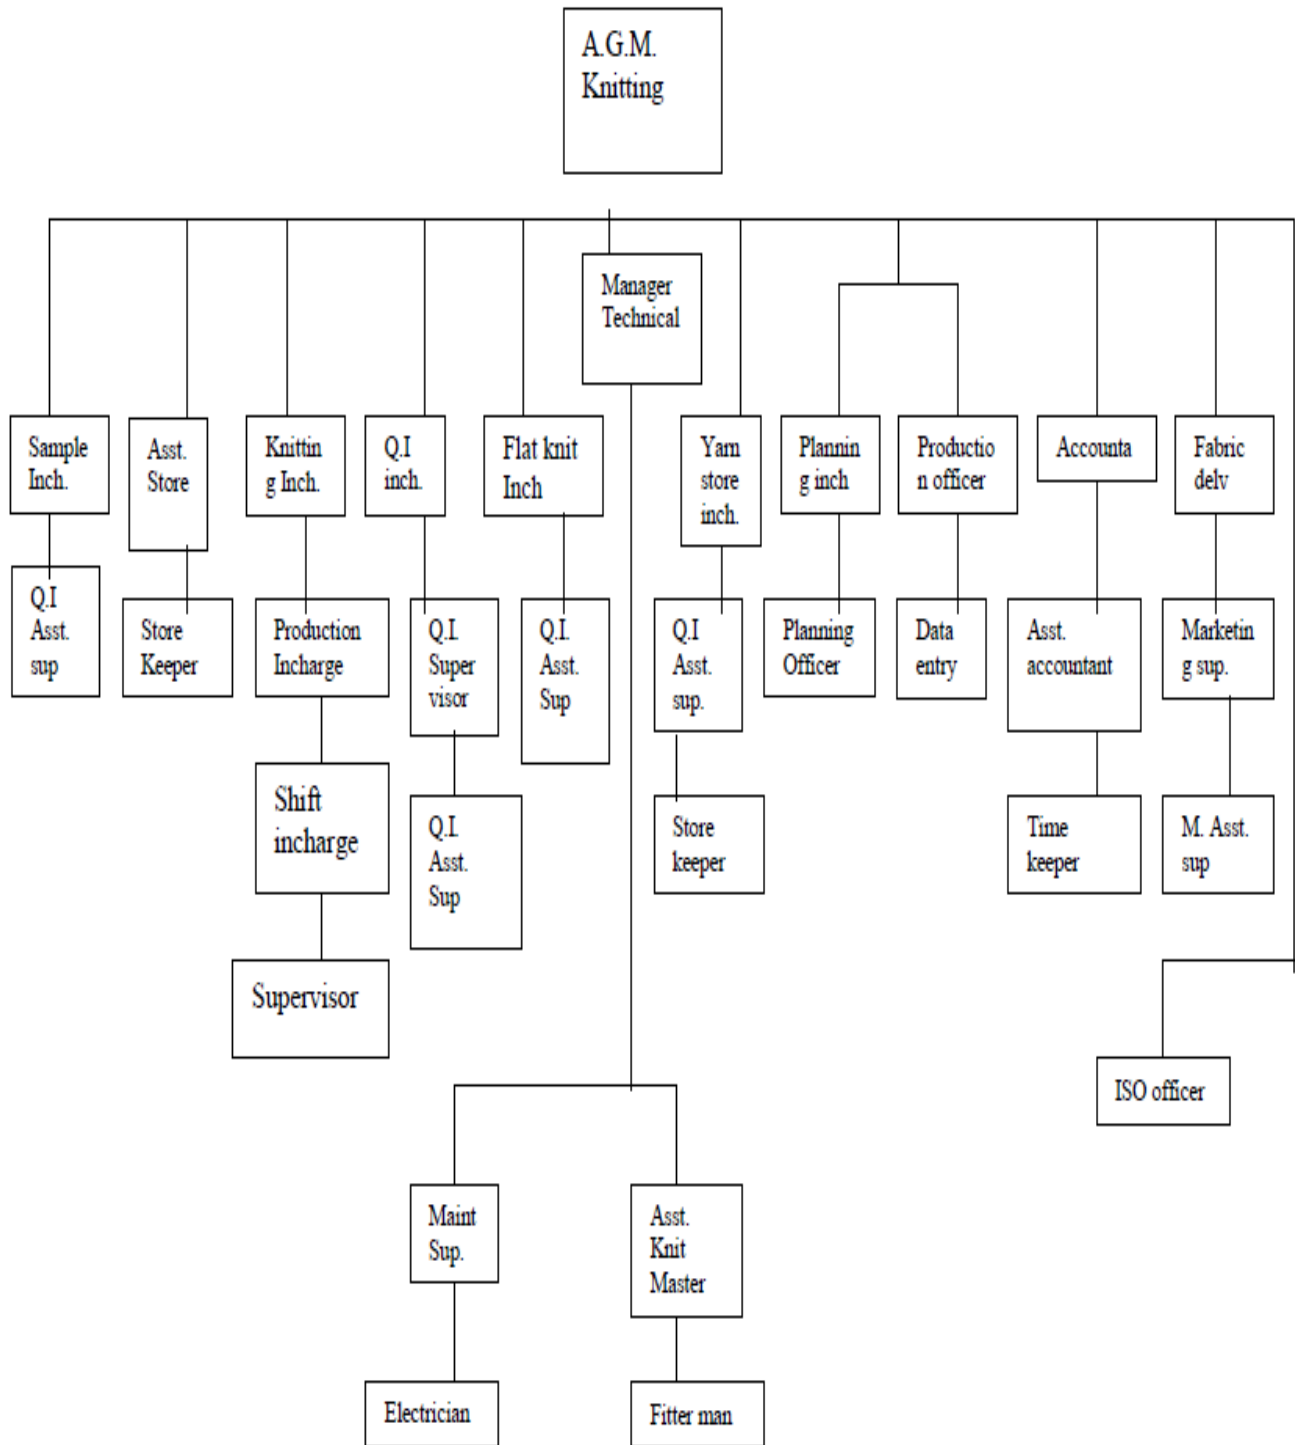 A.G.M.
Knitting
Manager
Technical
Sample
Inch.
Asst.
Store
Knittin
g Inch.
Q.I
inch.
Flat knit
Inch
Yarn
store
inch.
Plannin
g inch
Productio
n officer
Accounta
Fabric
delv
Q.I
Asst.
sup
Store
Keeper
Production
Incharge
Q.I.
Super
visor
Q.I.
Asst.
Sup
Q.I
Asst.
sup.
Planning
Officer
Data
entry
Asst.
accountant
Marketin
g sup.
Shift
incharge
Q.I.
Asst.
Sup
Store
keeper
Time
keeper
M. Asst.
sup
Supervisor
ISO officer
Maint
Sup.
Asst.
Knit
Master
Electrician
Fitter man